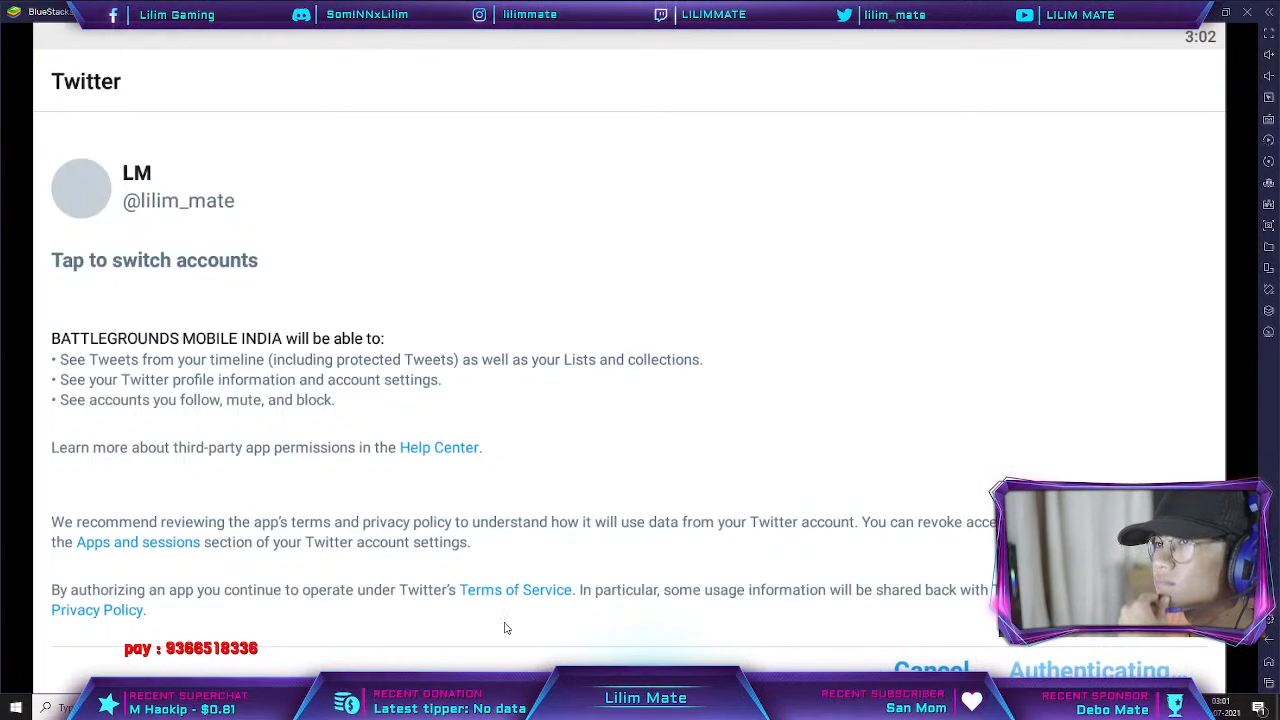 BlueStacks
Lilim Gaming
SomINNxLilim
lilimmate
LILIMMATE
lilim_mate
LILIM MATE
3:02
Twitter
LM
@lilim_mate
Tap to switch accounts
BATTLEGROUNDS MOBILE INDIA will be able to:
• See Tweets from your timeline (including protected Tweets) as well as your Lists and collections.
• See your Twitter profile information and account settings.
• See accounts you follow, mute, and block.
Learn more about third-party app permissions in the Help Center.
We recommend reviewing the app's terms and privacy policy to understand how it will use data from your Twitter account. You can revoke
the Apps and sessions section of your Twitter account settings.
By authorizing an app you continue to operate under Twitter's Terms of Service. In particular, some usage information will be shared back with
Privacy Policy.
pay : 9366518336
Cancel
Authenticating...
RECENT SUPERCHAT
M Haokip - $0.81
RECENT DONATION
Latest tipper: No data
Lilim Mate
RECENT SUBSCRIBER
San Mom
RECENT SPONSOR
Debo Mate
03:01
03-07-2021